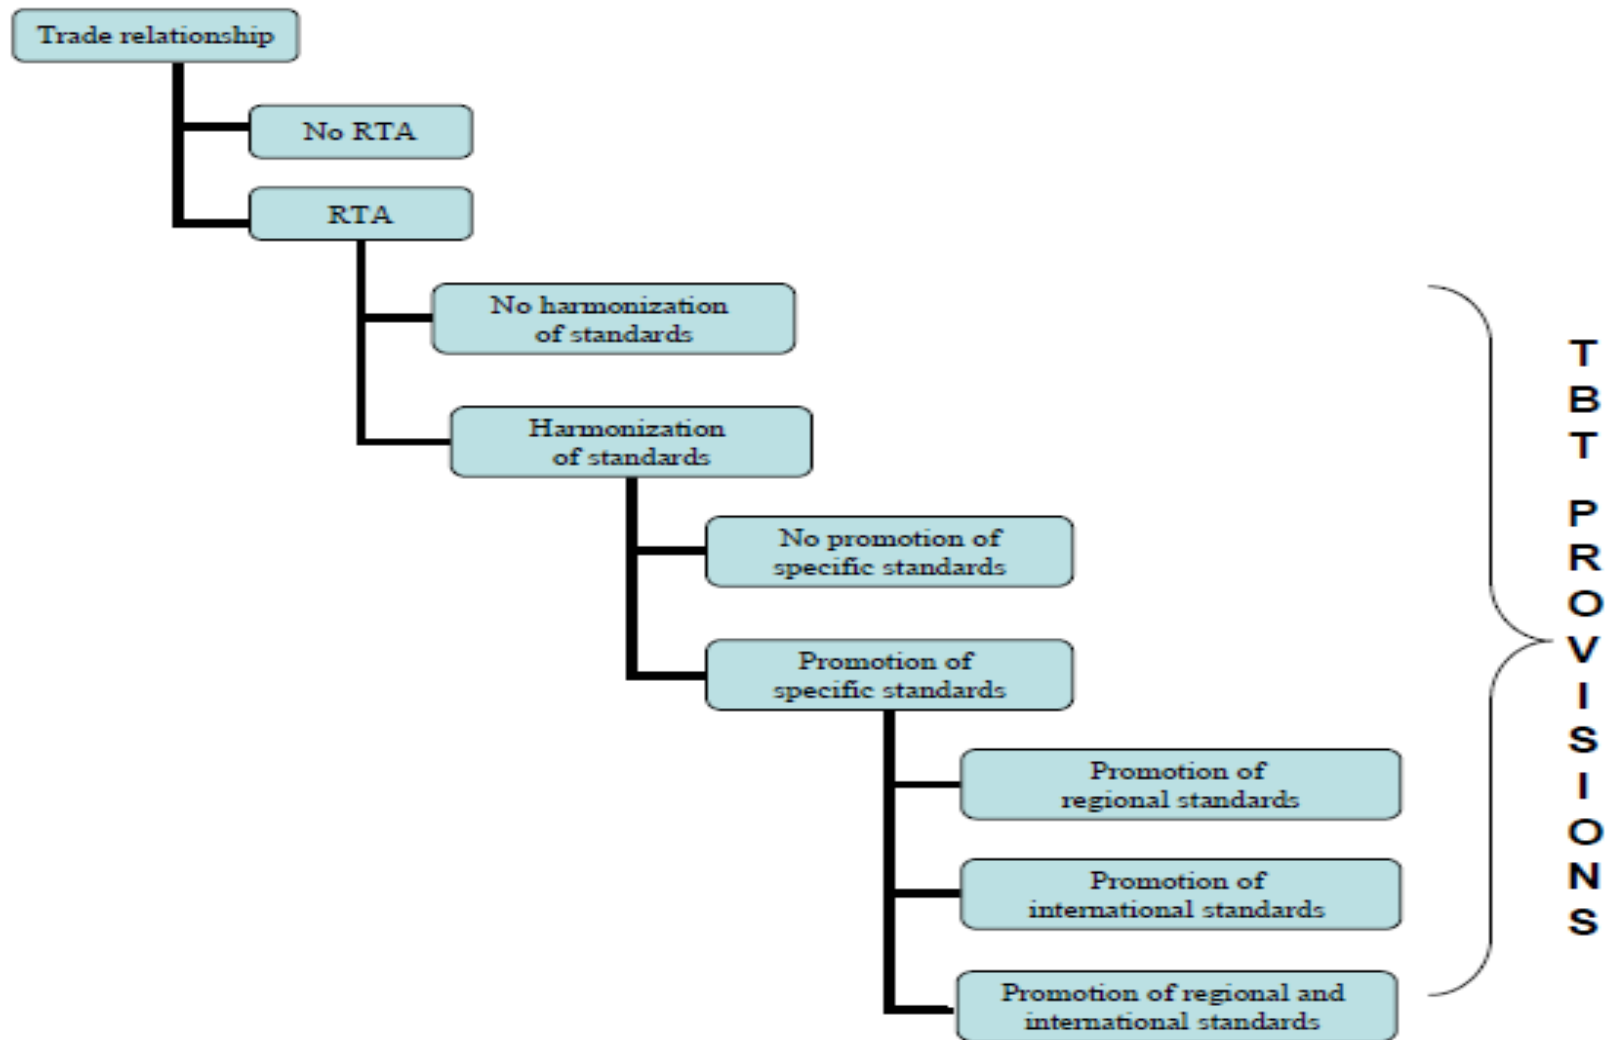 Trade relationship
No RTA
RTA
No harmonization
of standards
Harmonization
of standards
No promotion of
specific standards
Promotion of
specific standards
Promotion of
regional standards
Promotion of
international standards
Promotion of regional and
international standards
T
B
T
P
R
O
V
I
S
I
O
N
S